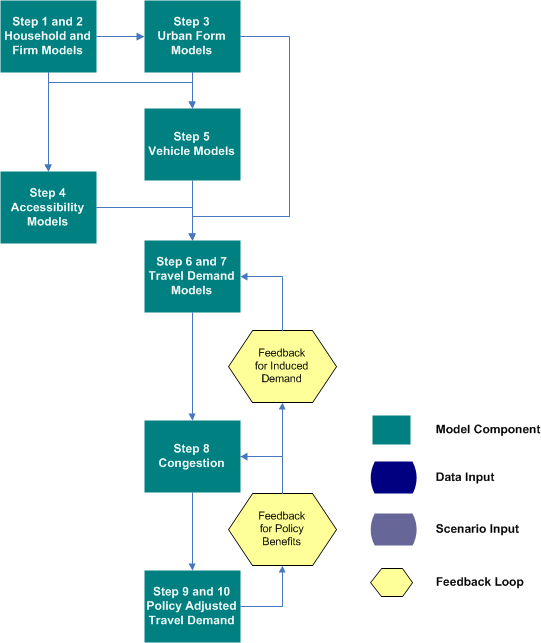 Step 1 and 2
Household and
Firm Models
Step 3
Urban Form
Models
Step 5
Vehicle Models
Step 4
Accessibility
Models
Step 6 and 7
Travel Demand
Models
Feedback
for Induced
Demand
Step 8
Congestion
Feedback
for Policy
Benefits
Step 9 and 10
Policy Adjusted
Travel Demand
Model Component
Data Input
Scenario Input
Feedback Loop